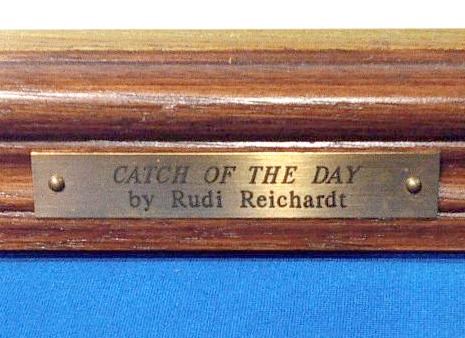 CATCH OF THE DAY
by Rudi Reichardt